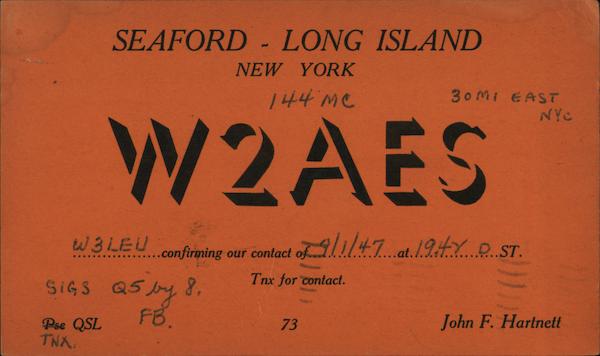 SEAFORD - LONG ISLAND
NEW YORK
144 MC
30 MI EAST
NYC
W2AES
W3LEU confirming our contact of 9/1/47 at 1942 D ST.
Tnx for contact.
SIGS Q5 by 8.
FB.
Pse QSL
TNX.
73
John F. Hartnett